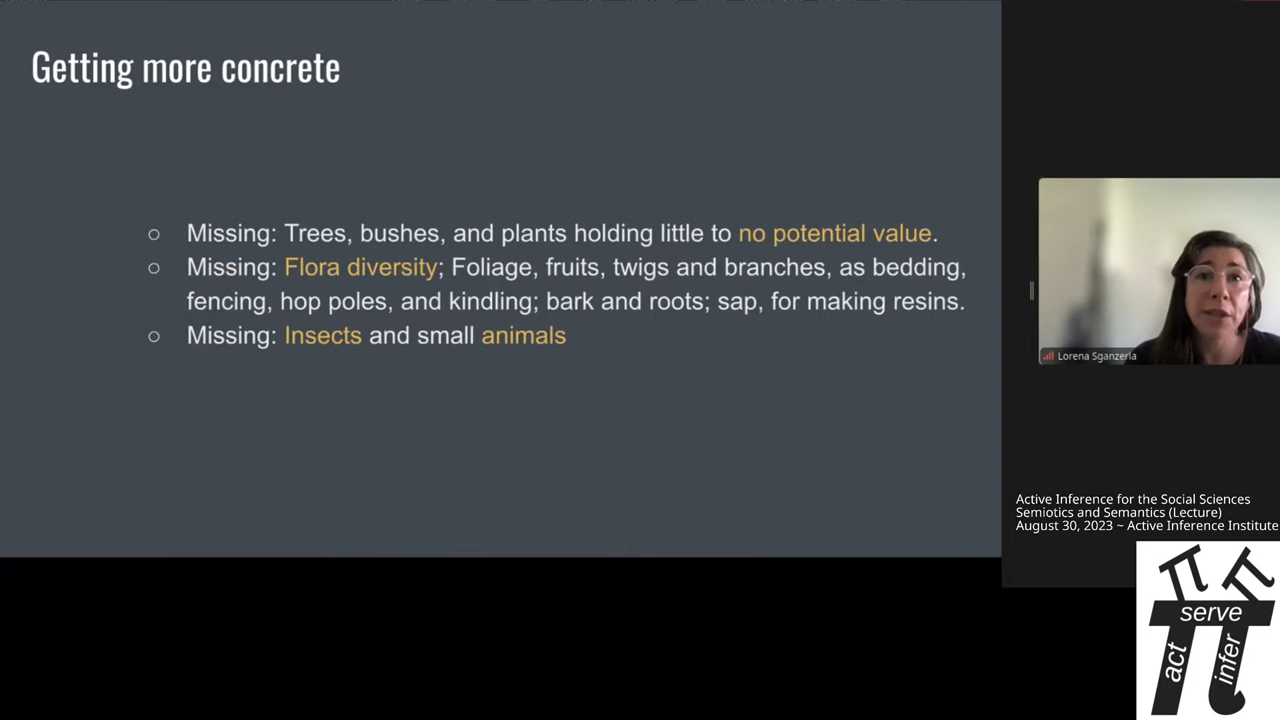 Getting more concrete
○ Missing: Trees, bushes, and plants holding little to no potential value.
○ Missing: Flora diversity; Foliage, fruits, twigs and branches, as bedding,
fencing, hop poles, and kindling; bark and roots; sap, for making resins.
○ Missing: Insects and small animals
Lorena Sganzerla
Active Inference for the Social Sciences
Semiotics and Semantics (Lecture)
August 30, 2023 ~ Active Inference Institute
serve
act
infer